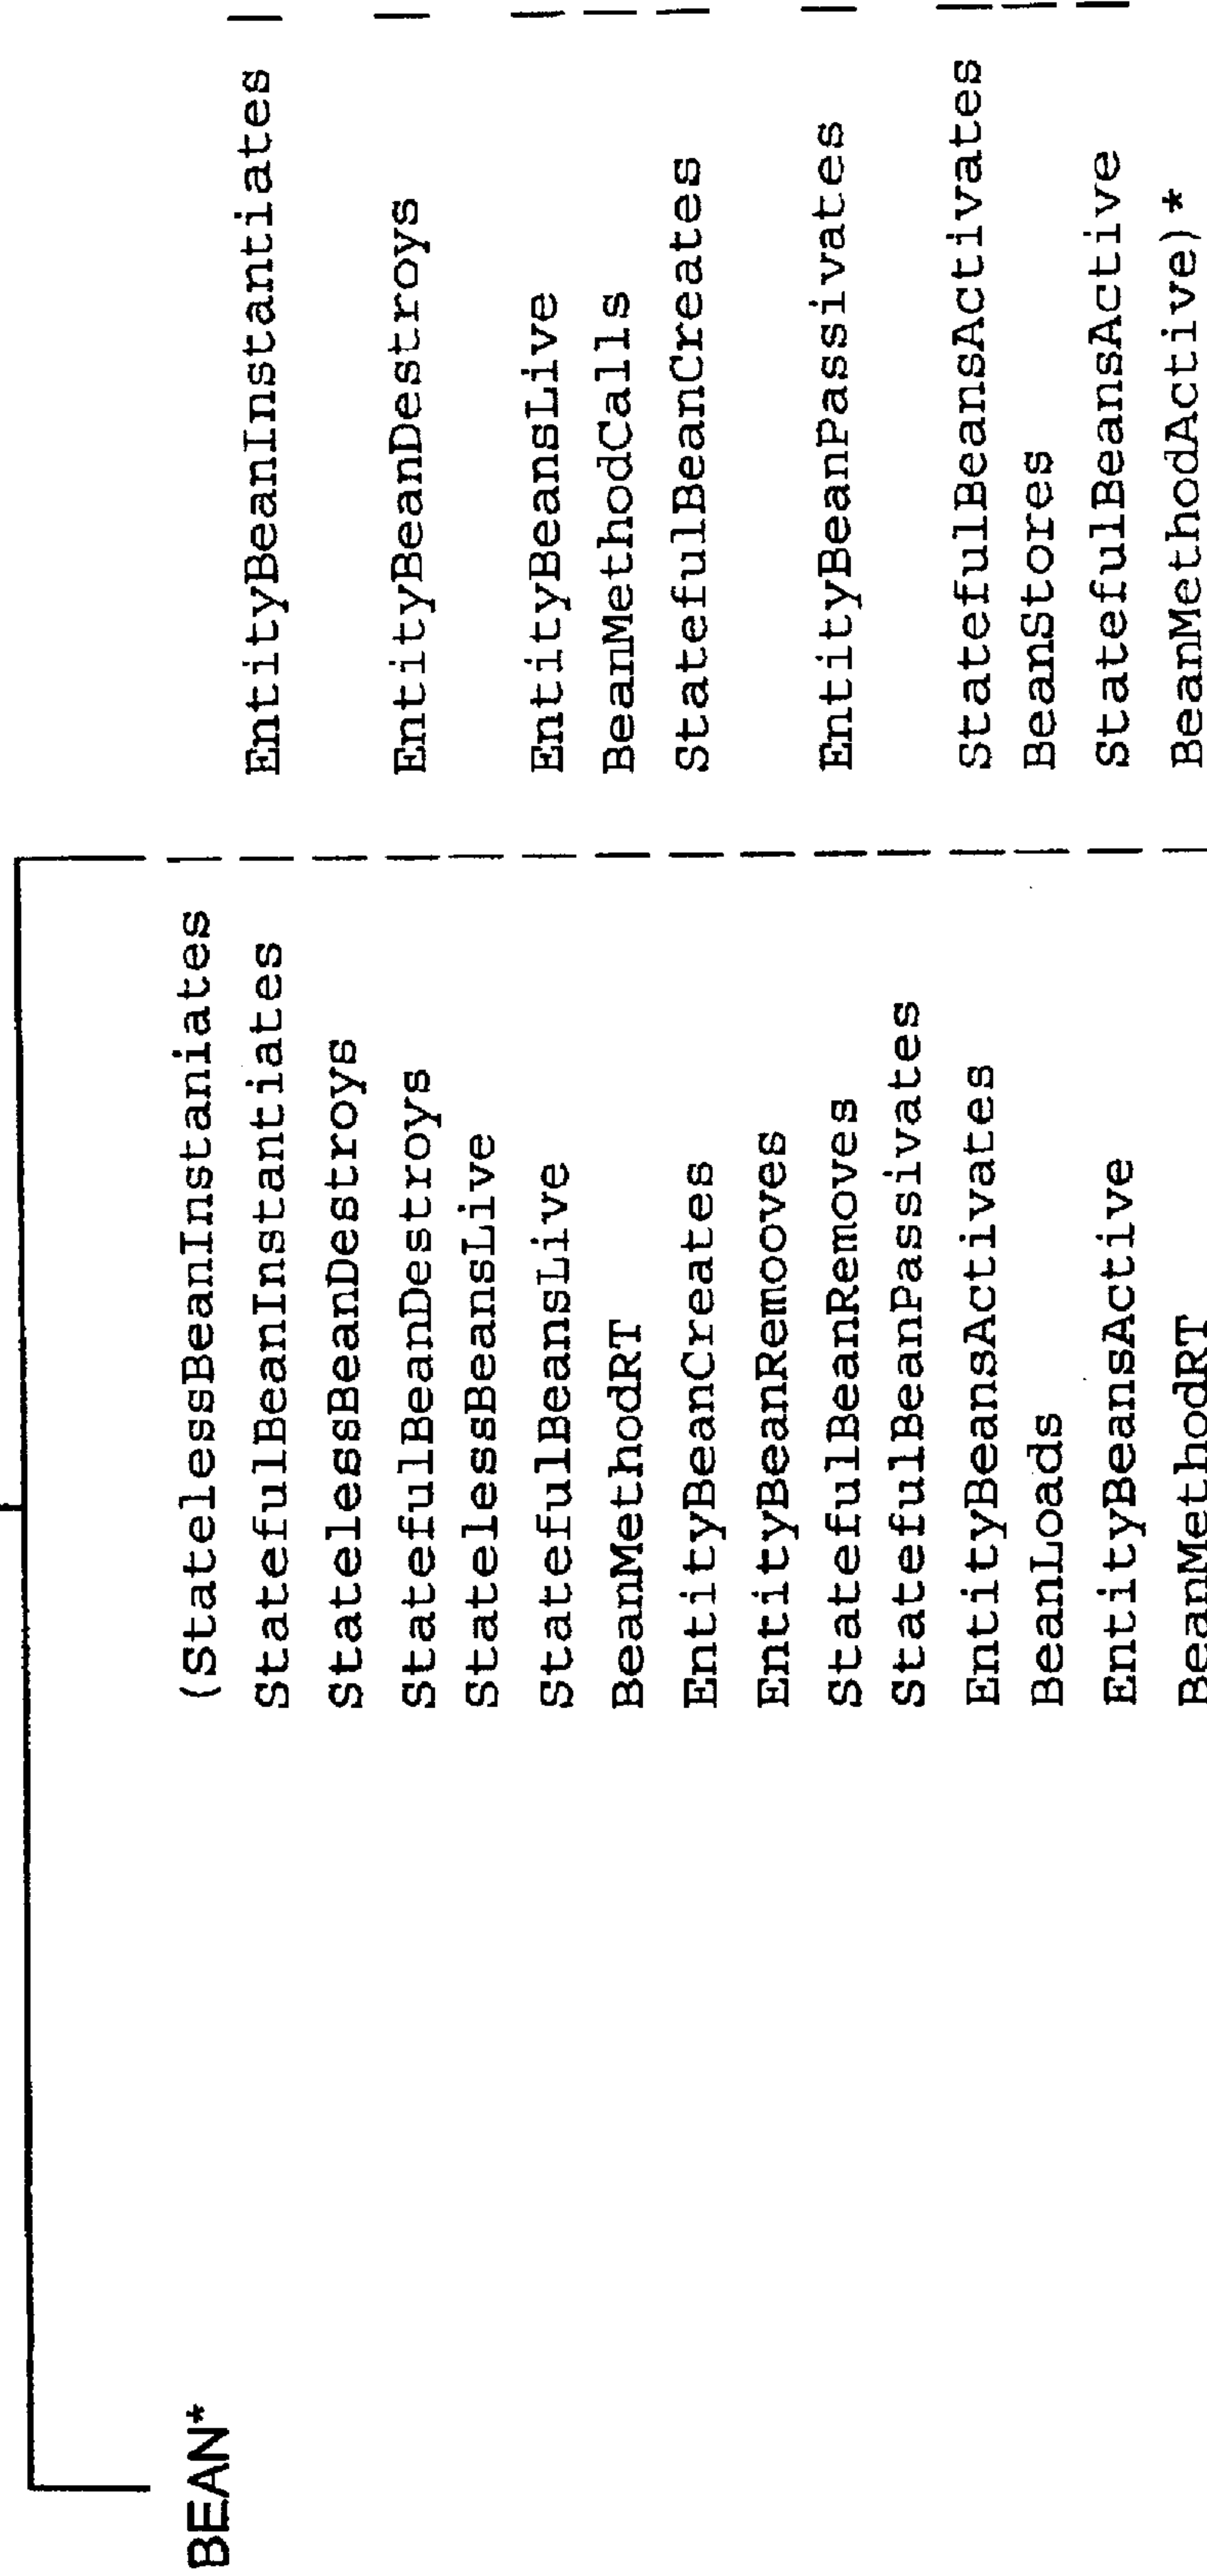 BEAN* (StatelessBeanInstaniates |
StatefulBeanInstantiates | EntityBeanInstantiates |
StatelessBeanDestroys |
StatefulBeanDestroys | EntityBeanDestroys |
StatelessBeansLive |
StatefulBeansLive | EntityBeansLive |
BeanMethodRT | BeanMethodCalls |
EntityBeanCreates | StatefulBeanCreates |
EntityBeanRemooves |
StatefulBeanRemoves | EntityBeanPassivates |
StatefulBeanPassivates |
EntityBeansActivates | StatefulBeansActivates |
BeanLoads | BeanStores |
EntityBeansActive | StatefulBeansActive |
BeanMethodRT | BeanMethodActive)*